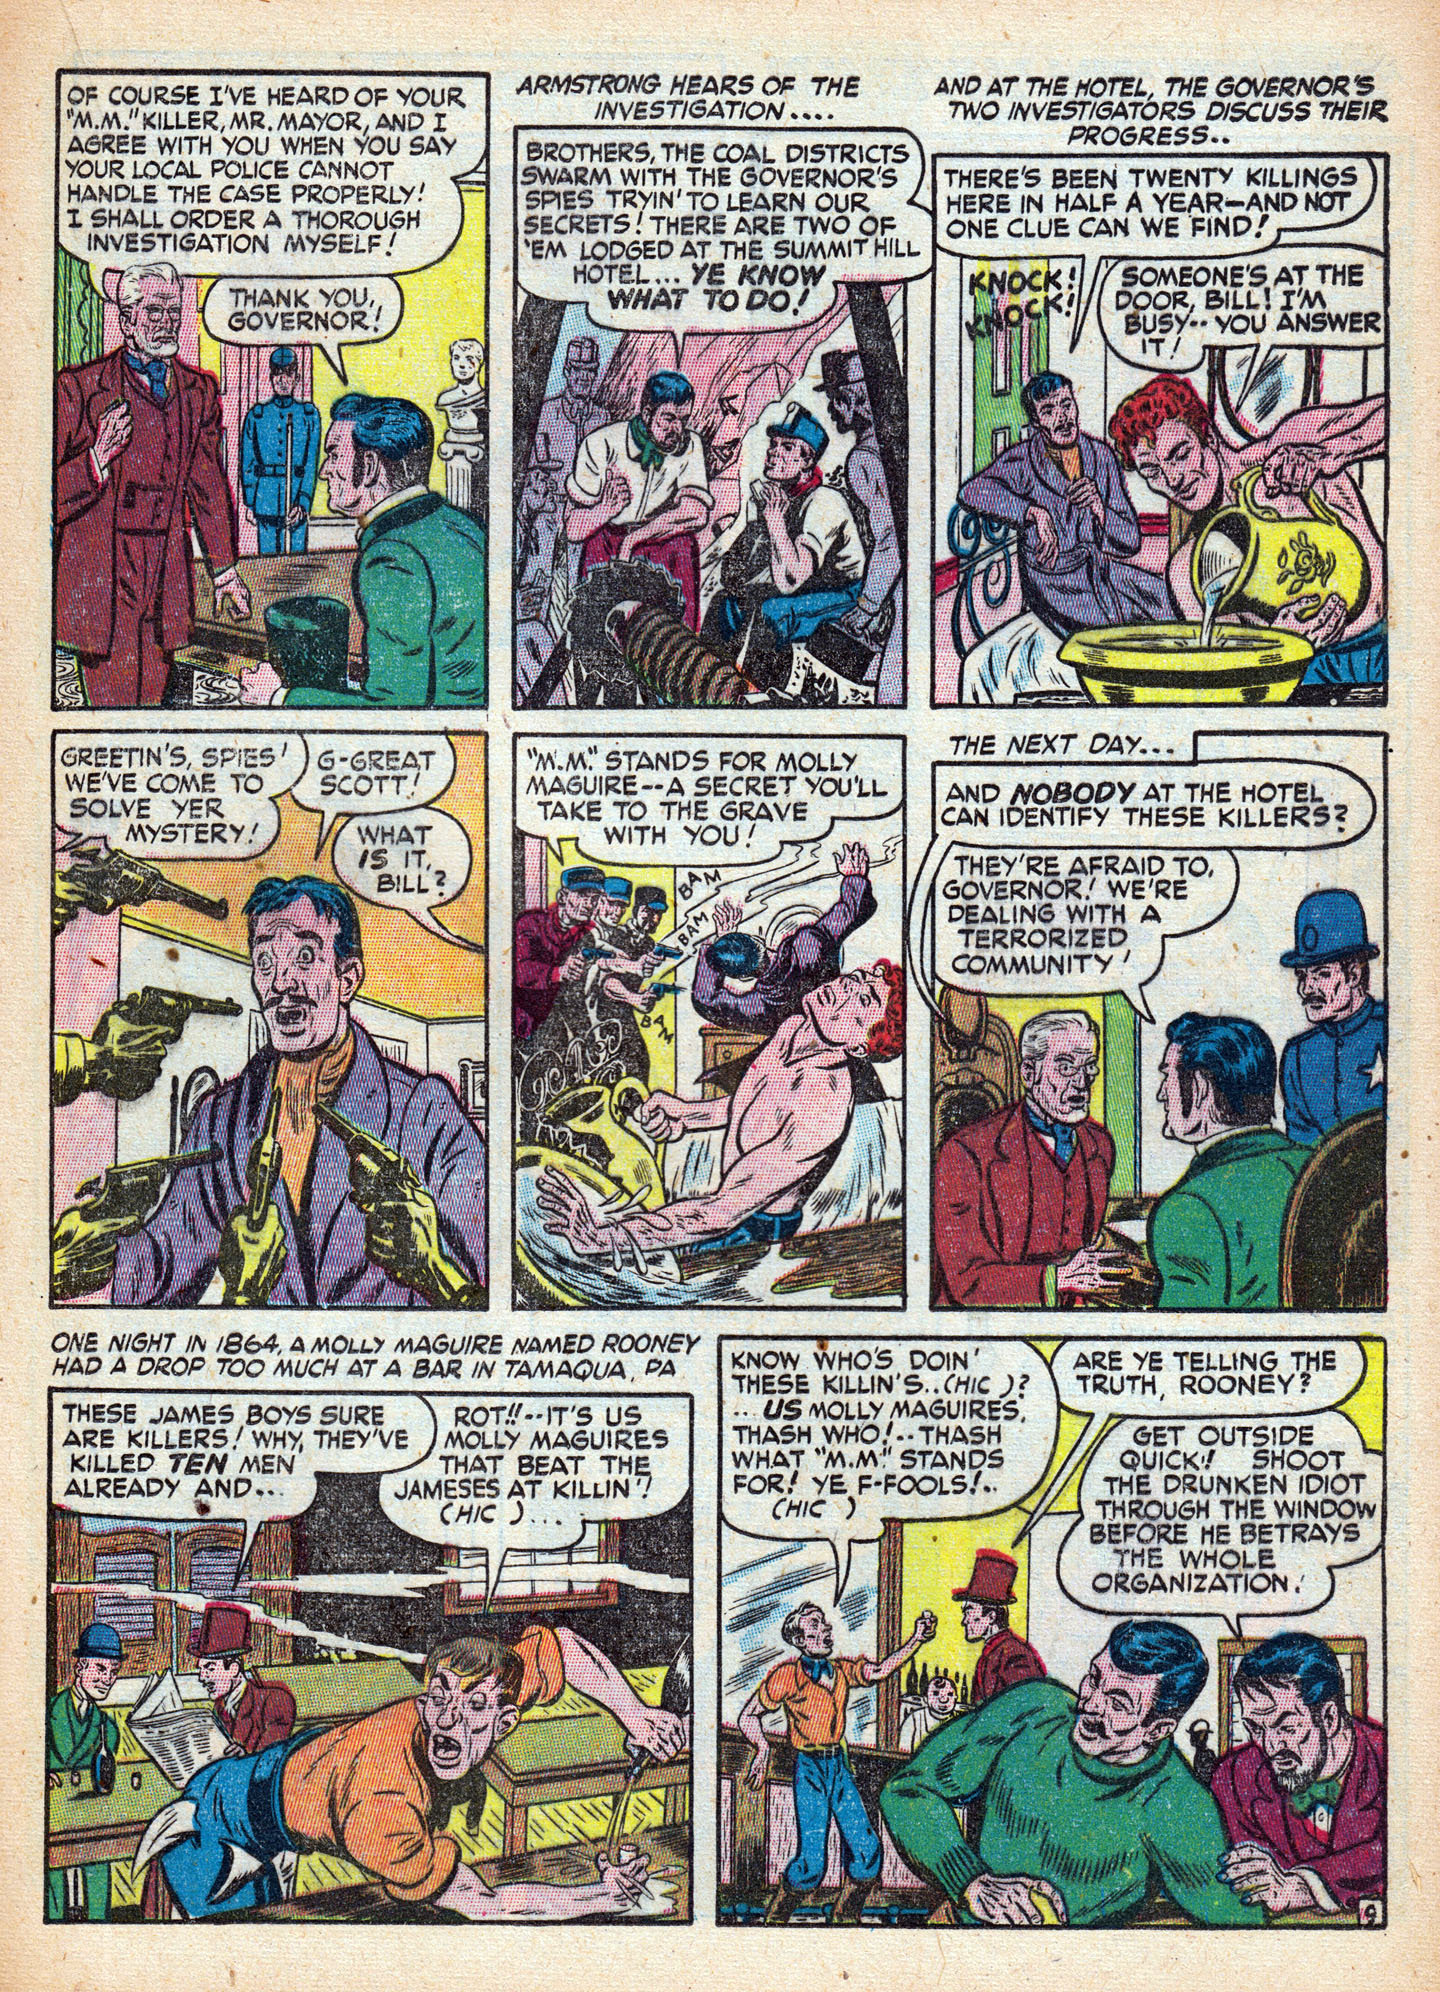 OF COURSE I'VE HEARD OF YOUR
"M.M." KILLER, MR. MAYOR, AND I
AGREE WITH YOU WHEN YOU SAY
YOUR LOCAL POLICE CANNOT
HANDLE THE CASE PROPERLY!
I SHALL ORDER A THOROUGH
INVESTIGATION MYSELF!
THANK YOU,
GOVERNOR!
ARMSTRONG HEARS OF THE
INVESTIGATION....
BROTHERS, THE COAL DISTRICTS
SWARM WITH THE GOVERNOR'S
SPIES TRYIN' TO LEARN OUR
SECRETS! THERE ARE TWO OF
'EM LODGED AT THE SUMMIT HILL
HOTEL... YE KNOW
WHAT TO DO!
AND AT THE HOTEL, THE GOVERNOR'S
TWO INVESTIGATORS DISCUSS THEIR
PROGRESS..
THERE'S BEEN TWENTY KILLINGS
HERE IN HALF A YEAR--AND NOT
ONE CLUE CAN WE FIND!
KNOCK!
KNOCK!
SOMEONE'S AT THE
DOOR, BILL! I'M
BUSY-- YOU ANSWER
IT!
GREETIN'S, SPIES!
WE'VE COME TO
SOLVE YER
MYSTERY!
G-GREAT
SCOTT!
WHAT
IS IT,
BILL?
"M.M." STANDS FOR MOLLY
MAGUIRE--A SECRET YOU'LL
TAKE TO THE GRAVE
WITH YOU!
BAM
BAM
BAM
THE NEXT DAY...
AND NOBODY AT THE HOTEL
CAN IDENTIFY THESE KILLERS?
THEY'RE AFRAID TO,
GOVERNOR! WE'RE
DEALING WITH A
TERRORIZED
COMMUNITY!
ONE NIGHT IN 1864, A MOLLY MAGUIRE NAMED ROONEY
HAD A DROP TOO MUCH AT A BAR IN TAMAQUA, PA
THESE JAMES BOYS SURE
ARE KILLERS! WHY, THEY'VE
KILLED TEN MEN
ALREADY AND...
ROT!!--IT'S US
MOLLY MAGUIRES
THAT BEAT THE
JAMESES AT KILLIN'!
(HIC )...
KNOW WHO'S DOIN'
THESE KILLIN'S..(HIC )?
...US MOLLY MAGUIRES,
THASH WHO!--THASH
WHAT "M.M." STANDS
FOR! YE F-FOOLS!..
(HIC )
ARE YE TELLING THE
TRUTH, ROONEY?
GET OUTSIDE
QUICK! SHOOT
THE DRUNKEN IDIOT
THROUGH THE WINDOW
BEFORE HE BETRAYS
THE WHOLE
ORGANIZATION!
9